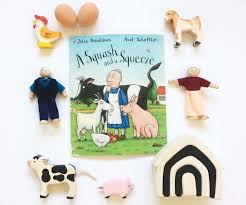 Julia Donaldson Axel Scheffler
A Squash
and a Squeeze